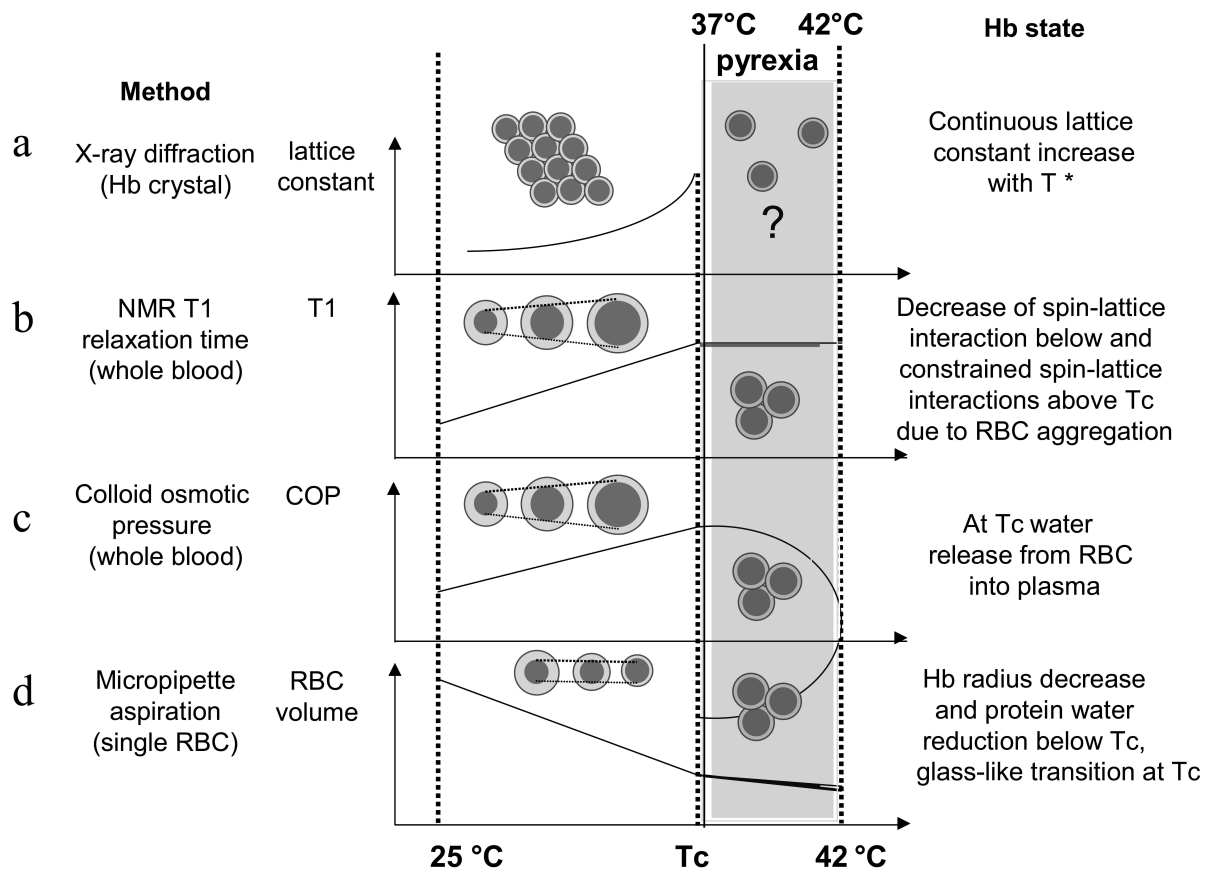 37°C 42°C Hb state
pyrexia
Method
a
X-ray diffraction
(Hb crystal)
lattice
constant
?
Continuous lattice
constant increase
with T *
b
NMR T1
relaxation time
(whole blood)
T1
Decrease of spin-lattice
interaction below and
constrained spin-lattice
interactions above Tc
due to RBC aggregation
c
Colloid osmotic
pressure
(whole blood)
COP
At Tc water
release from RBC
into plasma
d
Micropipette
aspiration
(single RBC)
RBC
volume
Hb radius decrease
and protein water
reduction below Tc,
glass-like transition at Tc
25 °C Tc 42 °C